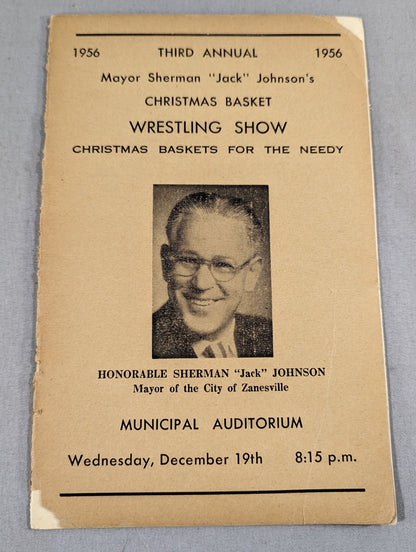 1956 THIRD ANNUAL 1956
Mayor Sherman "Jack" Johnson's
CHRISTMAS BASKET
WRESTLING SHOW
CHRISTMAS BASKETS FOR THE NEEDY
HONORABLE SHERMAN "Jack" JOHNSON
Mayor of the City of Zanesville
MUNICIPAL AUDITORIUM
Wednesday, December 19th 8:15 p.m.